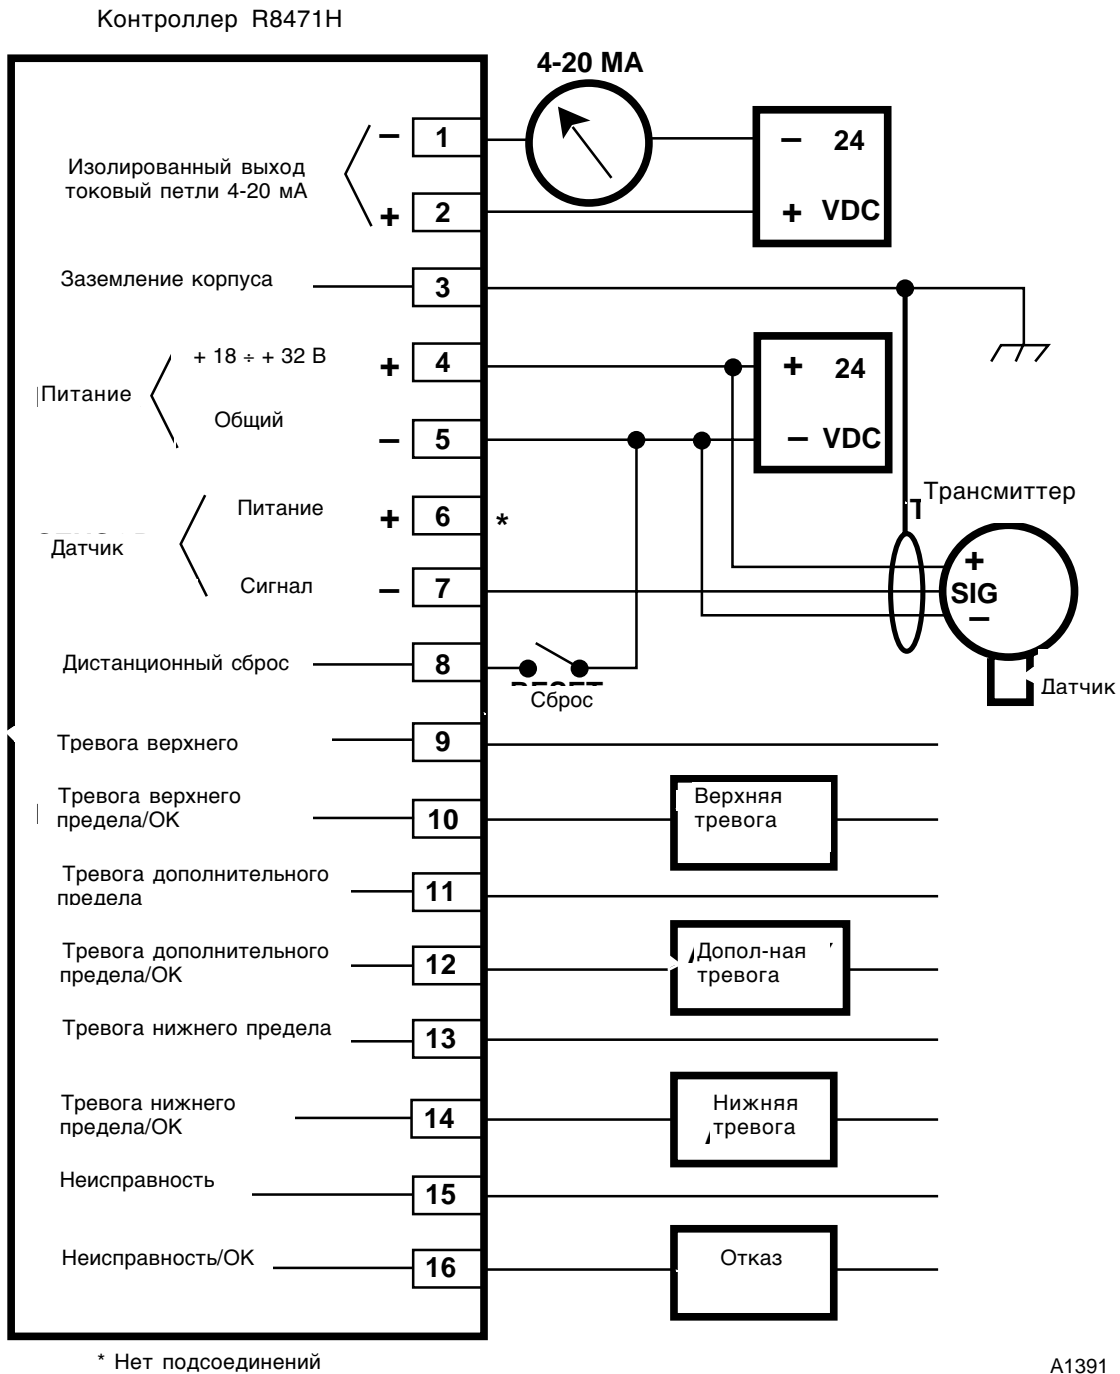 Контроллер R8471H
4-20 MA
Изолированный выход
токовый петли 4-20 мА
– 1
+ 2
– 24
+ VDC
Заземление корпуса 3
Питание
+ 18 ÷ + 32 В + 4
Общий – 5
+ 24
– VDC
Датчик
Питание + 6 *
Сигнал – 7
Трансмиттер
+
SIG
–
Датчик
Дистанционный сброс 8
Сброс
Тревога верхнего 9
Тревога верхнего
предела/ОК 10
Верхняя
тревога
Тревога дополнительного
предела 11
Тревога дополнительного
предела/ОК 12
Допол-ная
тревога
Тревога нижнего предела 13
Тревога нижнего
предела/ОК 14
Нижняя
тревога
Неисправность 15
Неисправность/ОК 16
Отказ
* Нет подсоединений
A1391